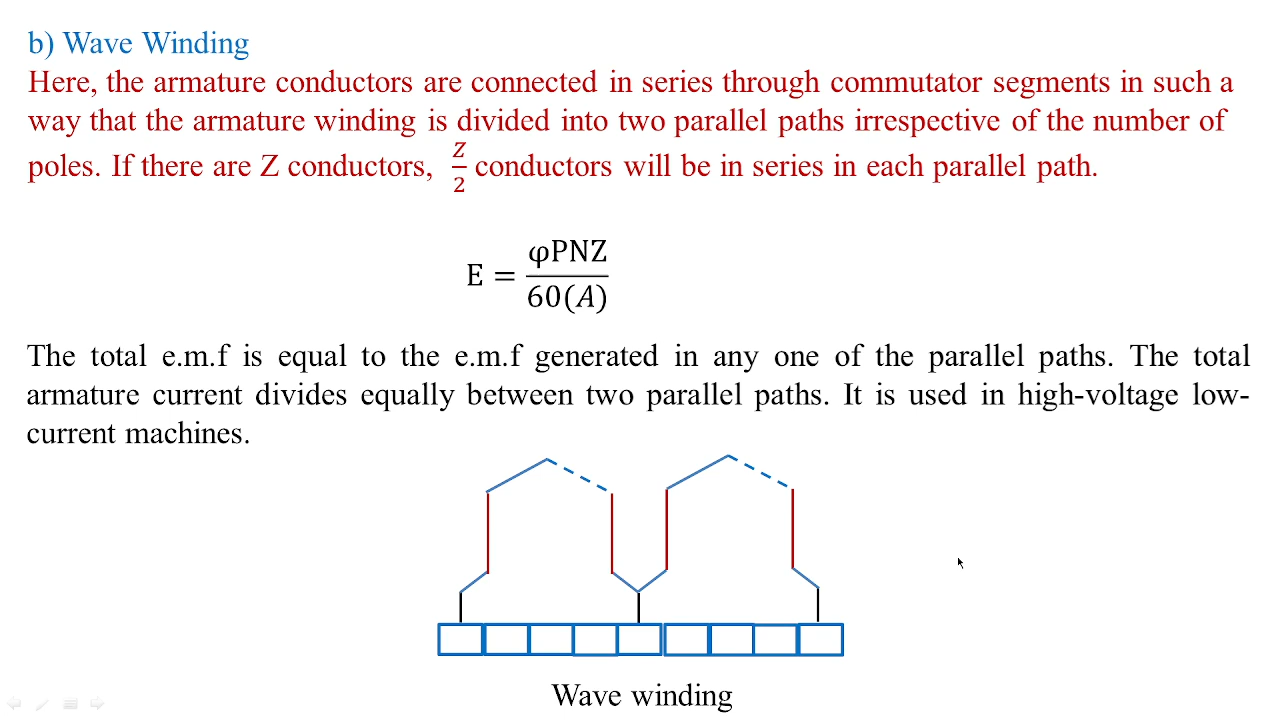 b) Wave Winding
Here, the armature conductors are connected in series through commutator segments in such a
way that the armature winding is divided into two parallel paths irrespective of the number of
poles. If there are Z conductors, Z/2 conductors will be in series in each parallel path.
E = φPNZ / 60(A)
The total e.m.f is equal to the e.m.f generated in any one of the parallel paths. The total
armature current divides equally between two parallel paths. It is used in high-voltage low-
current machines.
Wave winding